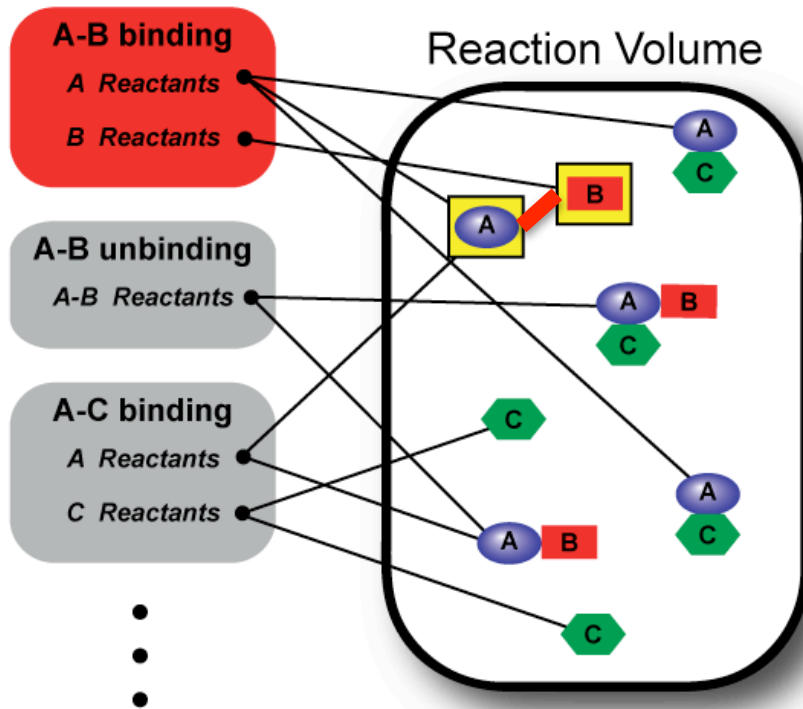 A-B binding
A Reactants
B Reactants
A-B unbinding
A-B Reactants
A-C binding
A Reactants
C Reactants
Reaction Volume
A
C
B
A
A B
C
C
A
C
A B
C